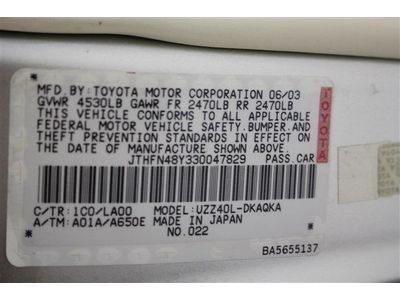 MFD. BY: TOYOTA MOTOR CORPORATION 06/03
GVWR 4530LB GAWR FR 2470LB RR 2470LB
THIS VEHICLE CONFORMS TO ALL APPLICABLE
FEDERAL MOTOR VEHICLE SAFETY, BUMPER, AND
THEFT PREVENTION STANDARDS IN EFFECT ON
THE DATE OF MANUFACTURE SHOWN ABOVE.
JTHFN48Y330047829 PASS. CAR
TOYOTA
C/TR: 1C0/LA00 MODEL: UZZ40L-DKAQKA
A/TM: A01A/A650E MADE IN JAPAN
NO.022
BA5655137